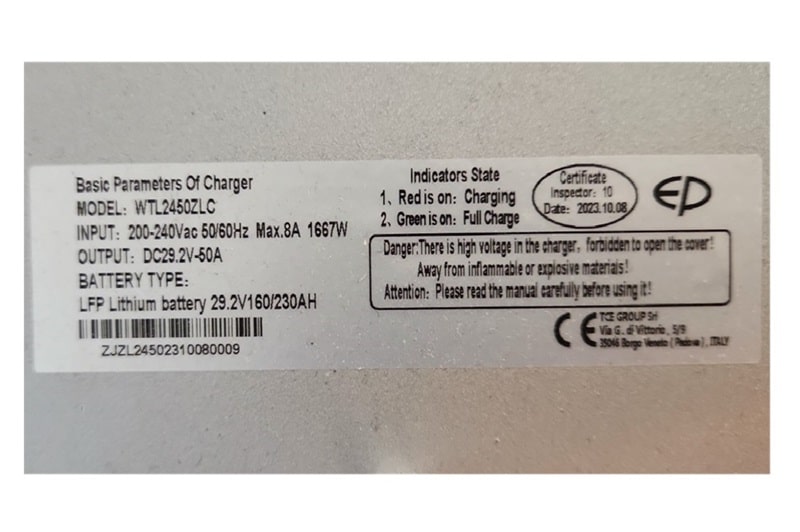 Basic Parameters Of Charger
MODEL: WTL2450ZLC
INPUT: 200-240Vac 50/60Hz Max.8A 1667W
OUTPUT: DC29.2V-50A
BATTERY TYPE:
LFP Lithium battery 29.2V160/230AH
ZJZL24502310080009
Indicators State
1、Red is on: Charging
2、Green is on: Full Charge
Certificate
Inspector: 10
Date: 2023.10.08
EP
Danger:There is high voltage in the charger, forbidden to open the cover!
Away from inflammable or explosive materials!
Attention: Please read the manual carefully before using it!
CE
TCE GROUP Srl
Via G. di Vittorio, 5/9
35046 Borgo Veneto (Padova), ITALY